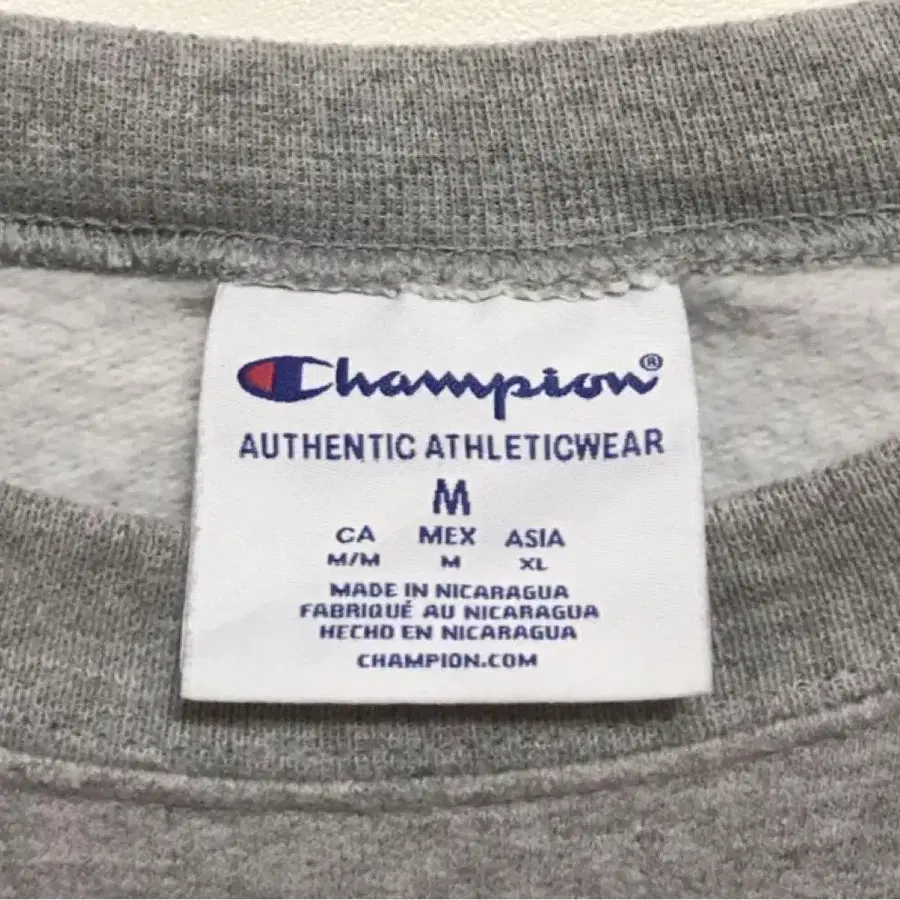 Champion®
AUTHENTIC ATHLETICWEAR
M
CA MEX ASIA
M/M M XL
MADE IN NICARAGUA
FABRIQUÉ AU NICARAGUA
HECHO EN NICARAGUA
CHAMPION.COM